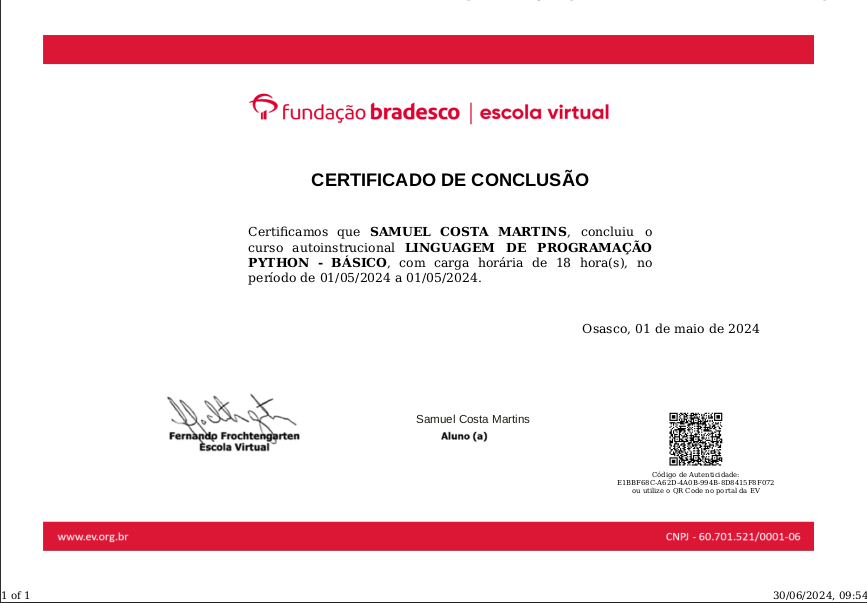 fundação bradesco | escola virtual
CERTIFICADO DE CONCLUSÃO
Certificamos que SAMUEL COSTA MARTINS, concluiu o
curso autoinstrucional LINGUAGEM DE PROGRAMAÇÃO
PYTHON - BÁSICO, com carga horária de 18 hora(s), no
período de 01/05/2024 a 01/05/2024.
Osasco, 01 de maio de 2024
Fernando Frochtengarten
Escola Virtual
Samuel Costa Martins
Aluno (a)
Código de Autenticidade:
E1BBF68C-A62D-4A0B-994B-8D8415F8F072
ou utilize o QR Code no portal da EV
www.ev.org.br
CNPJ - 60.701.521/0001-06
1 of 1
30/06/2024, 09:54